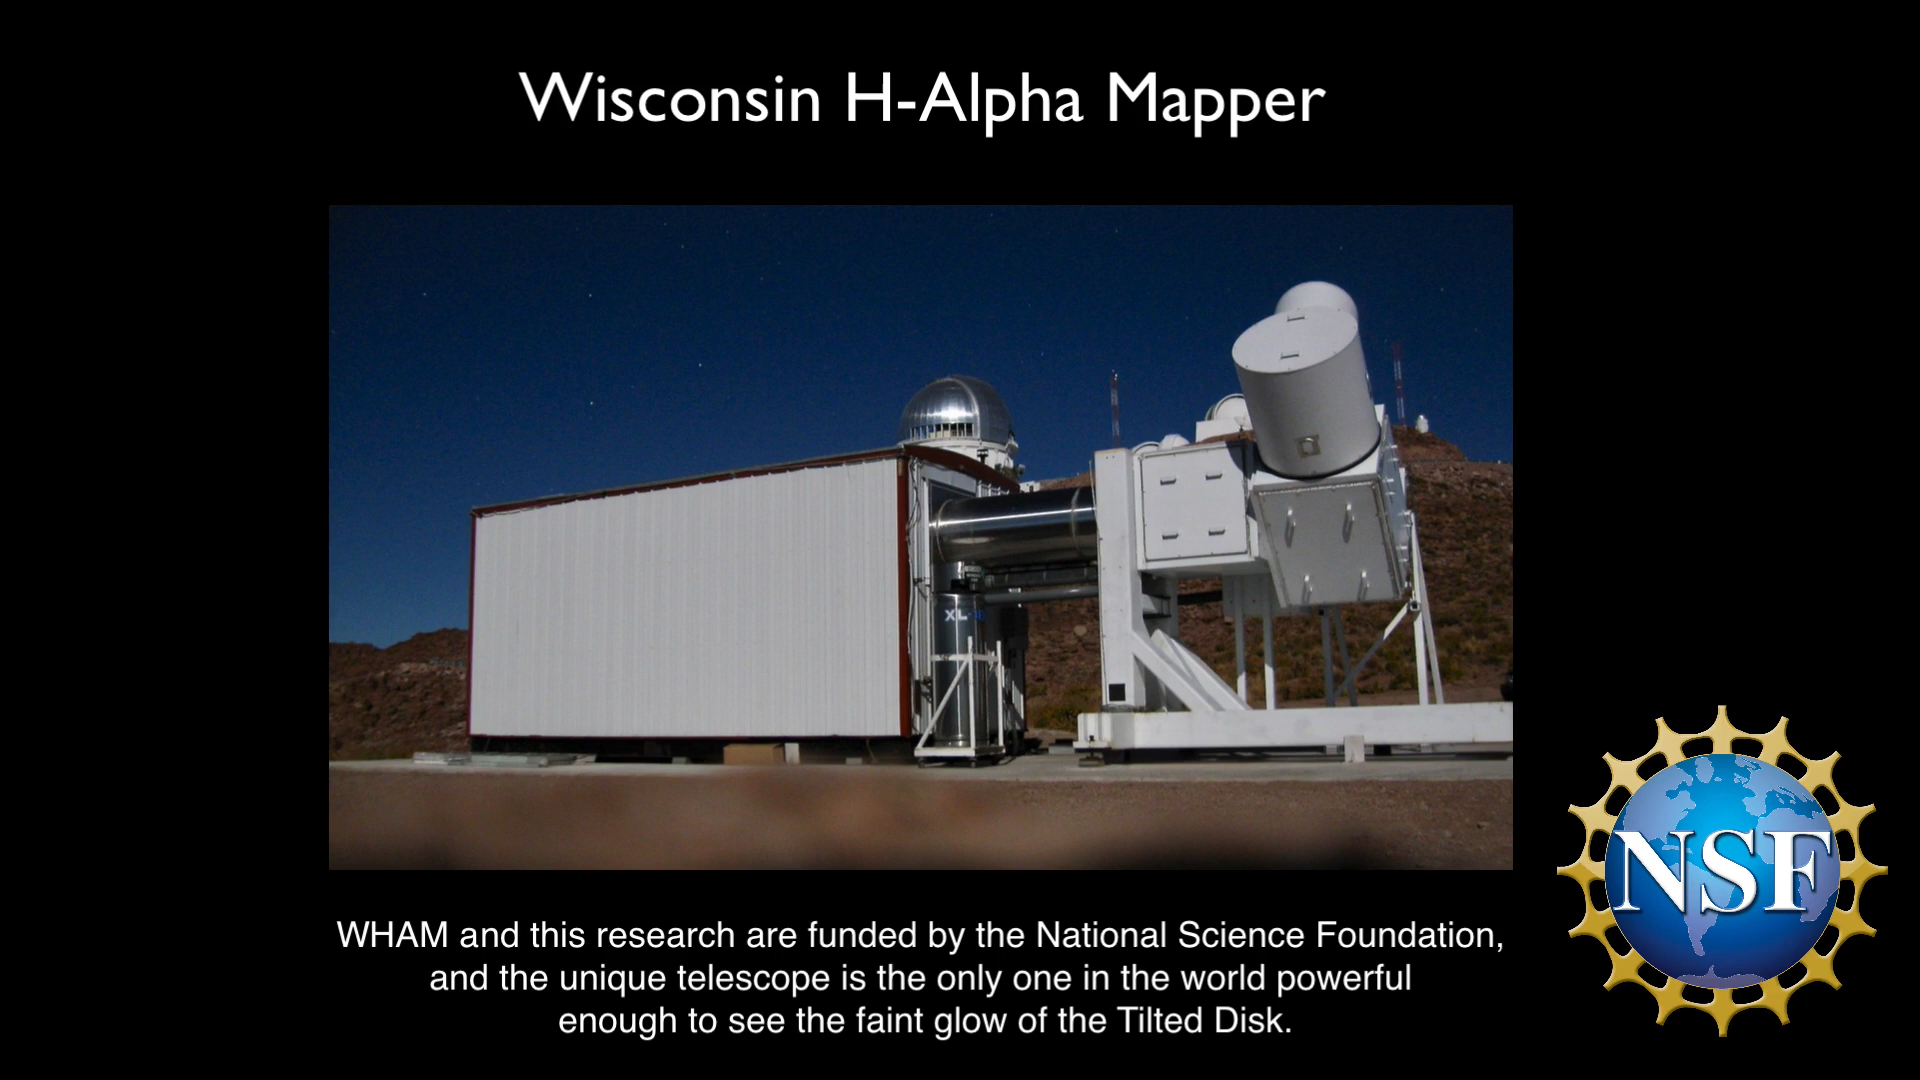 Wisconsin H-Alpha Mapper
XL-
NSF
WHAM and this research are funded by the National Science Foundation,
and the unique telescope is the only one in the world powerful
enough to see the faint glow of the Tilted Disk.